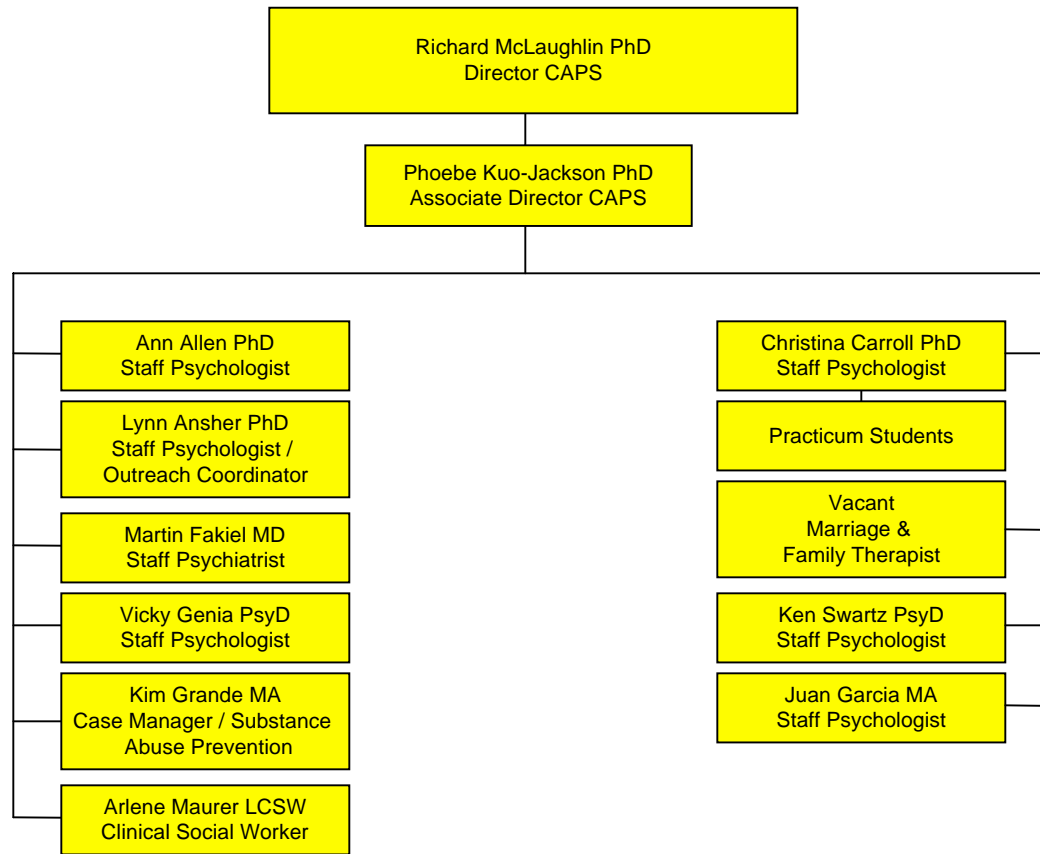 Richard McLaughlin PhD
Director CAPS
Phoebe Kuo-Jackson PhD
Associate Director CAPS
Ann Allen PhD
Staff Psychologist
Lynn Ansher PhD
Staff Psychologist /
Outreach Coordinator
Martin Fakiel MD
Staff Psychiatrist
Vicky Genia PsyD
Staff Psychologist
Kim Grande MA
Case Manager / Substance
Abuse Prevention
Arlene Maurer LCSW
Clinical Social Worker
Christina Carroll PhD
Staff Psychologist
Practicum Students
Vacant
Marriage &
Family Therapist
Ken Swartz PsyD
Staff Psychologist
Juan Garcia MA
Staff Psychologist